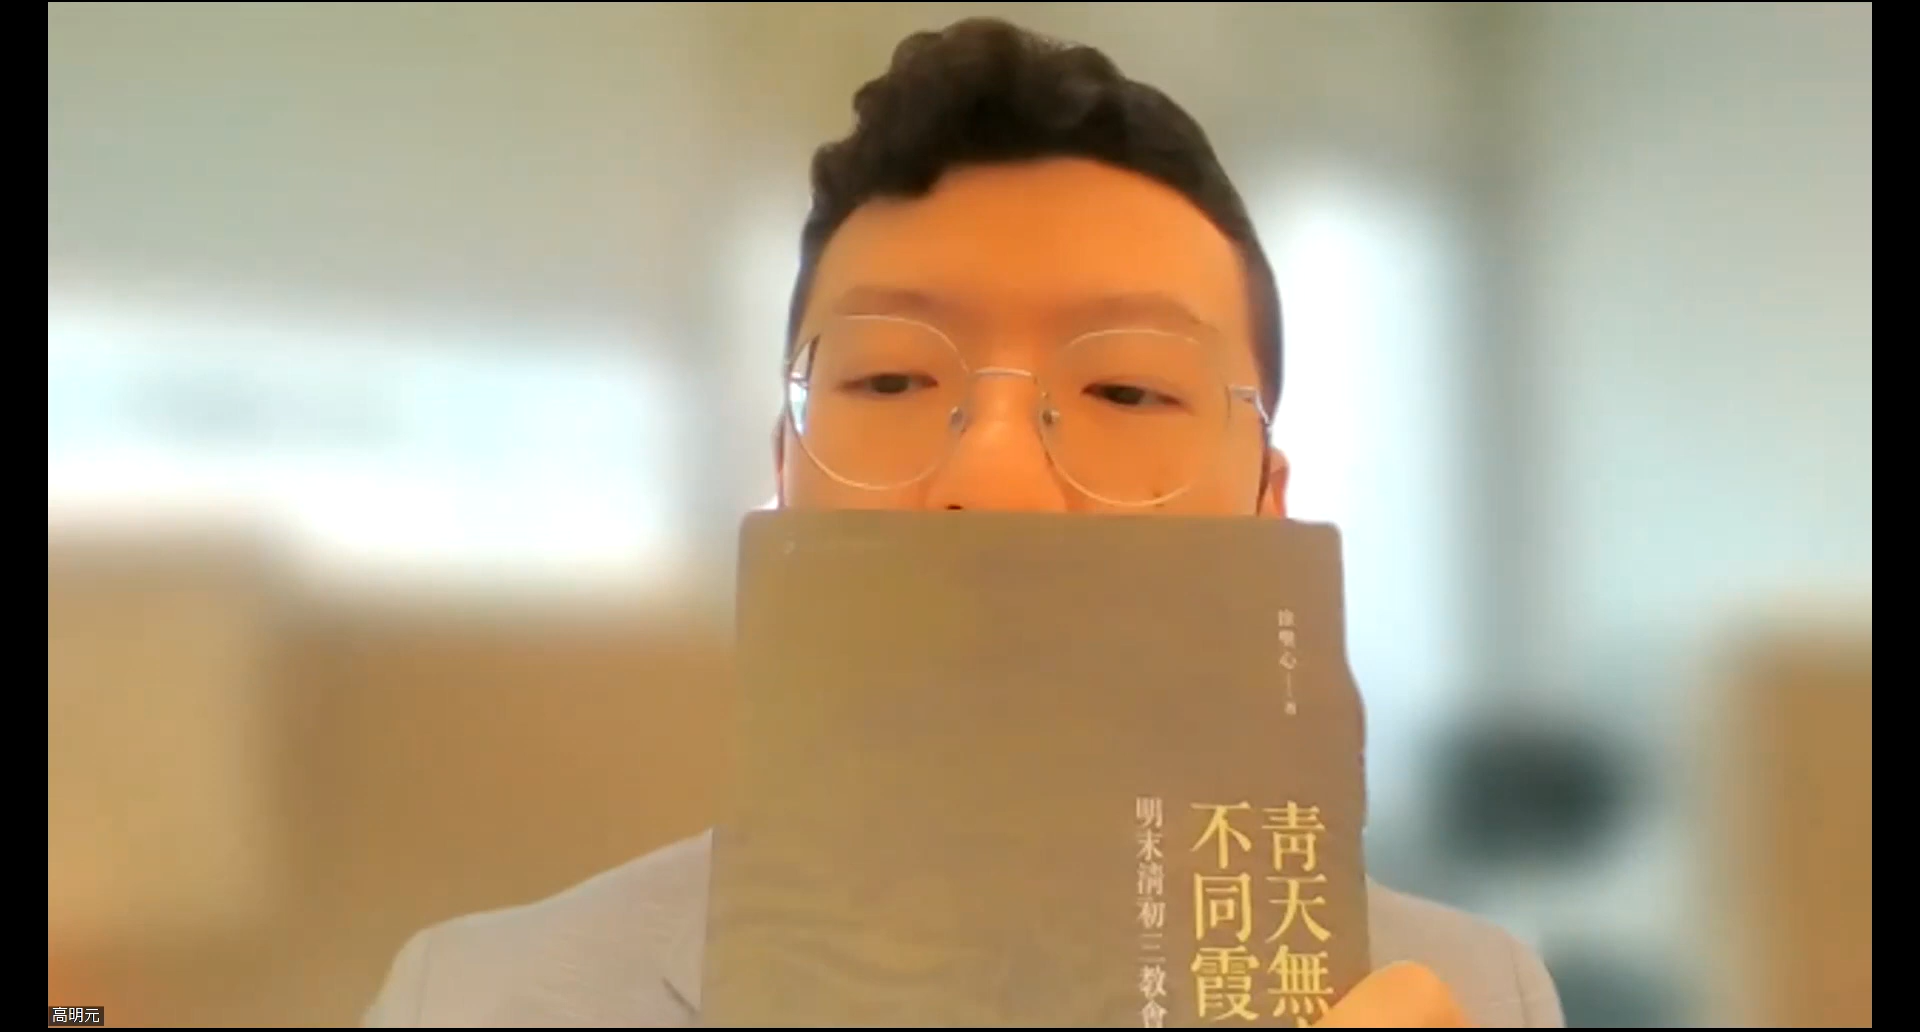 徐聖心一著
青天無
不同霞
明末清初三教會
高明元